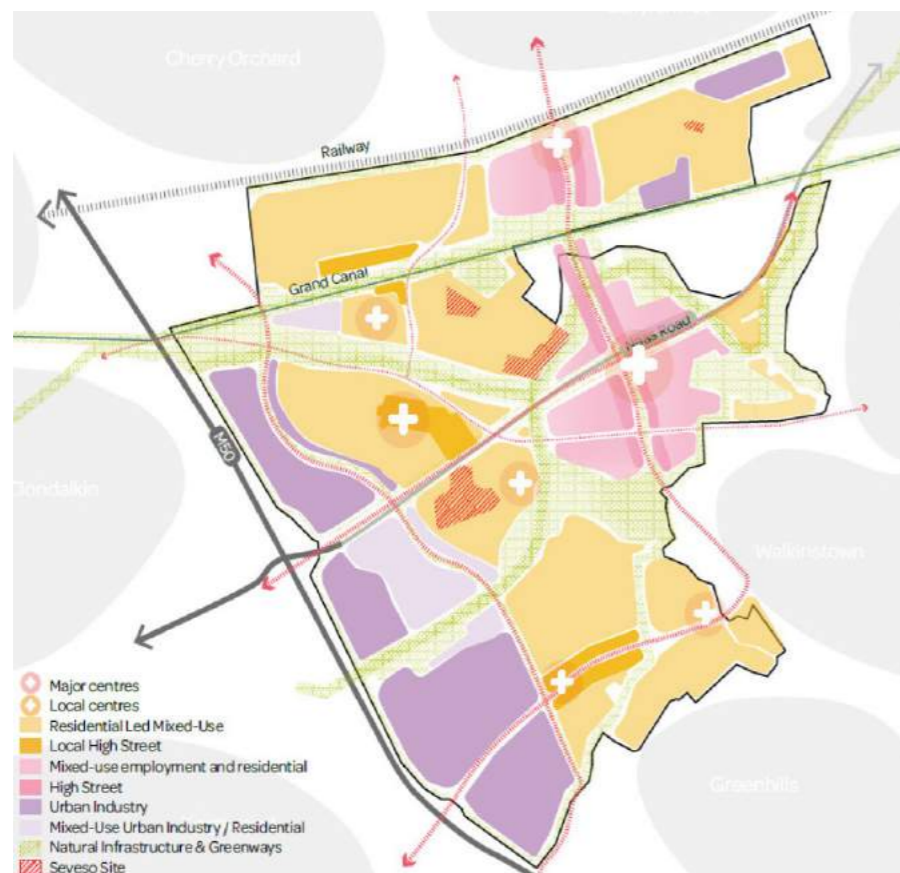 Cherry Orchard
Railway
Grand Canal
Road
M50
Walkinstown
Greenhills
Major centres
Local centres
Residential Led Mixed-Use
Local High Street
Mixed-use employment and residential
High Street
Urban Industry
Mixed-Use Urban Industry / Residential
Natural Infrastructure & Greenways
Seveso Site